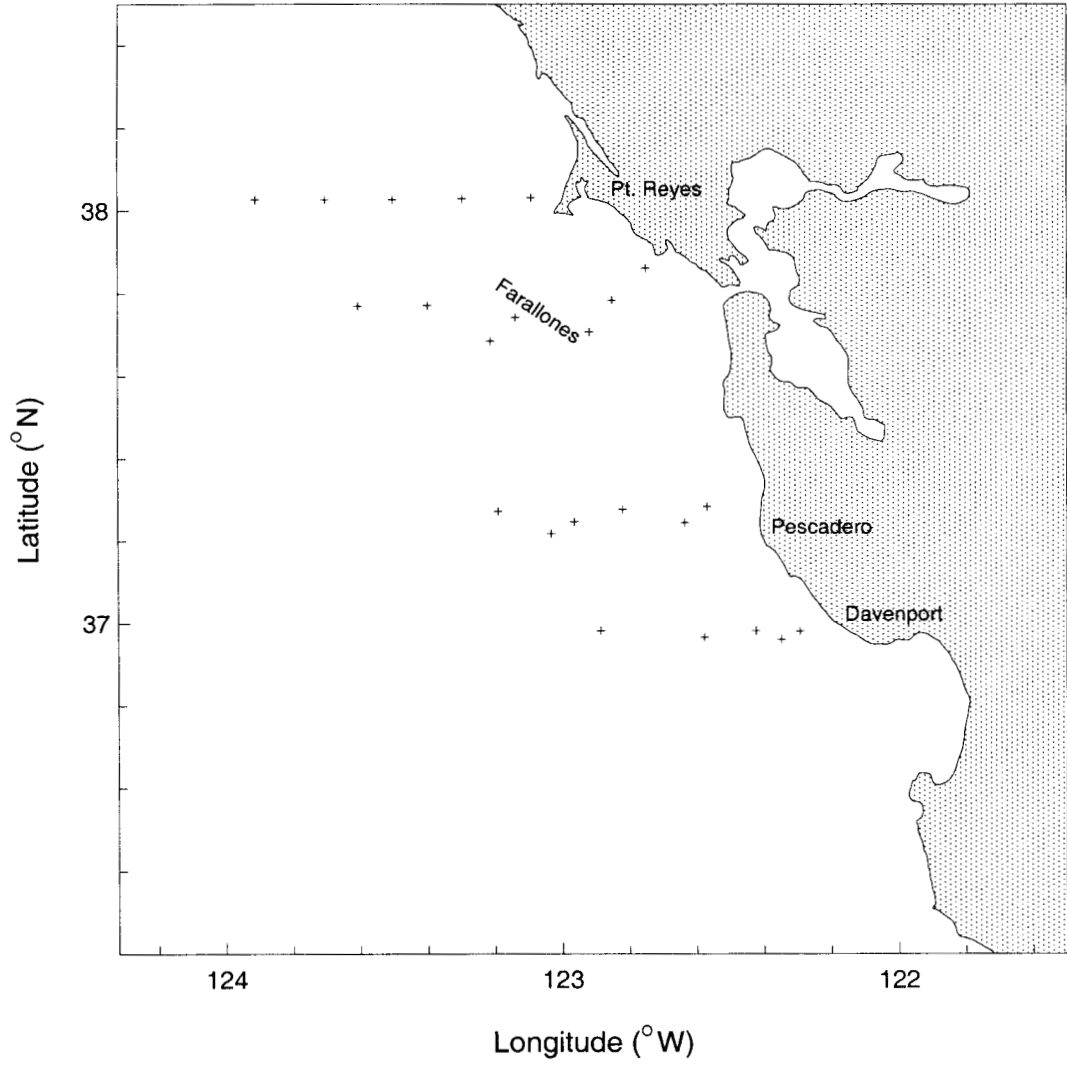 38
Pt. Reyes
Farallones
Pescadero
Davenport
37
Latitude (°N)
124
123
122
Longitude (°W)